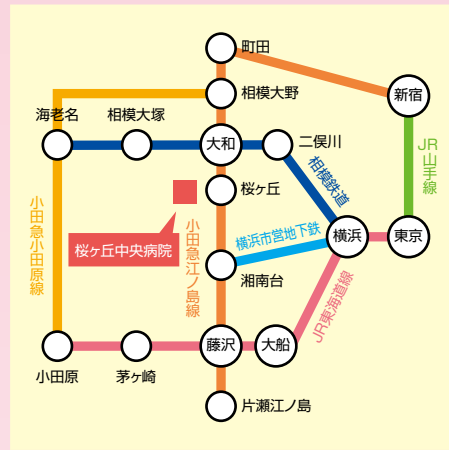 町田
相模大野
新宿
海老名
相模大塚
大和
二俣川
JR山手線
相模鉄道
桜ヶ丘
小田急小田原線
桜ヶ丘中央病院
小田急江ノ島線
横浜市営地下鉄
横浜
東京
湘南台
JR東海道線
藤沢
大船
小田原
茅ヶ崎
片瀬江ノ島